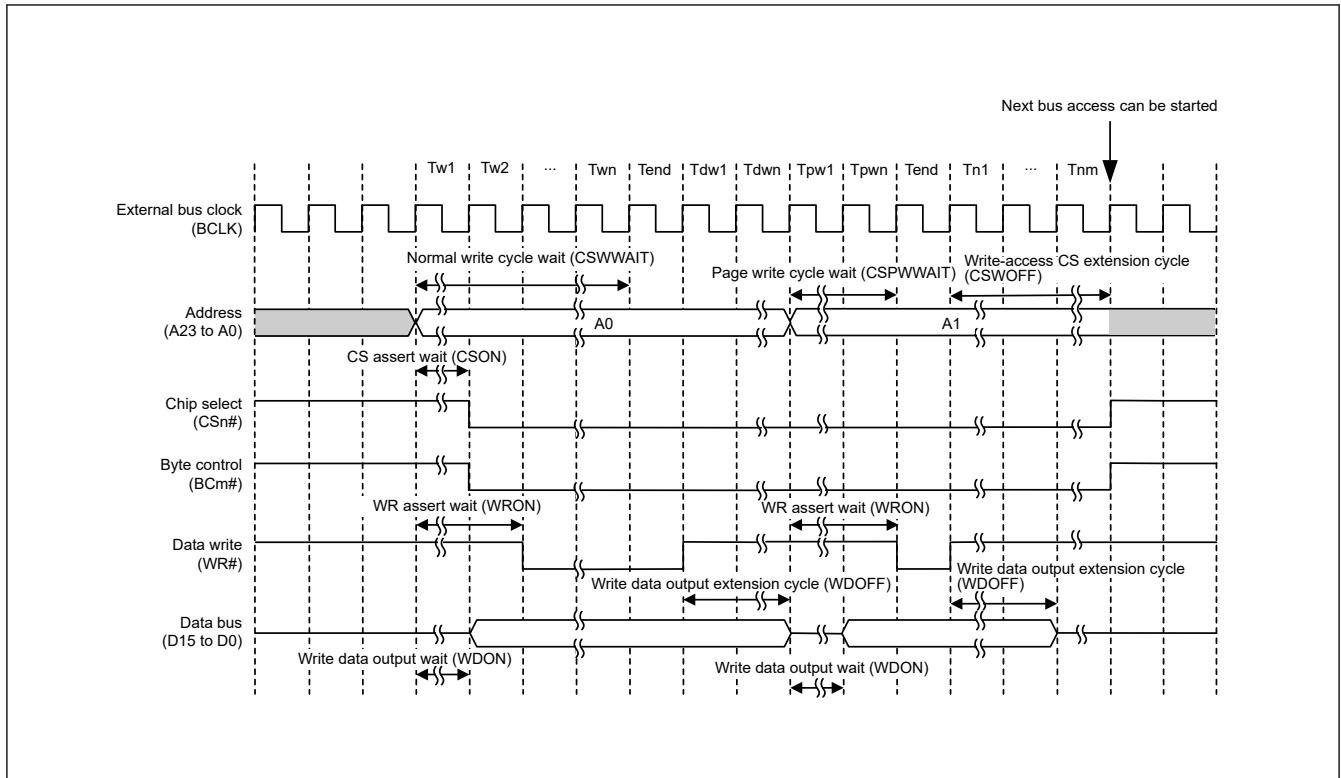 Next bus access can be started
Tw1 Tw2 ... Twn Tend Tdw1 Tdwn Tpw1 Tpwn Tend Tn1 ... Tnm
External bus clock
(BCLK)
Normal write cycle wait (CSWWAIT)
Page write cycle wait (CSPWWAIT)
Write-access CS extension cycle
(CSWOFF)
Address
(A23 to A0)
A0
A1
CS assert wait (CSON)
Chip select
(CSn#)
Byte control
(BCm#)
WR assert wait (WRON)
WR assert wait (WRON)
Data write
(WR#)
Write data output extension cycle (WDOFF)
Write data output extension cycle
(WDOFF)
Data bus
(D15 to D0)
Write data output wait (WDON)
Write data output wait (WDON)